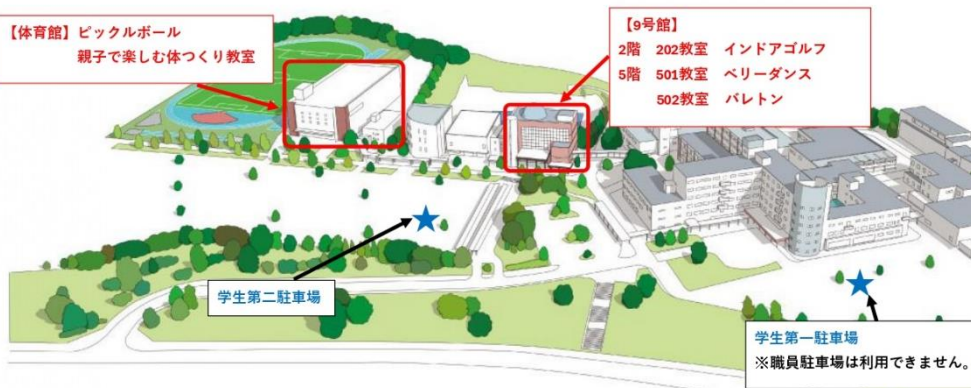 【体育館】ピックルボール
親子で楽しむ体つくり教室
【9号館】
2階 202教室 インドアゴルフ
5階 501教室 ベリーダンス
502教室 バレトン
学生第二駐車場
学生第一駐車場
※職員駐車場は利用できません。